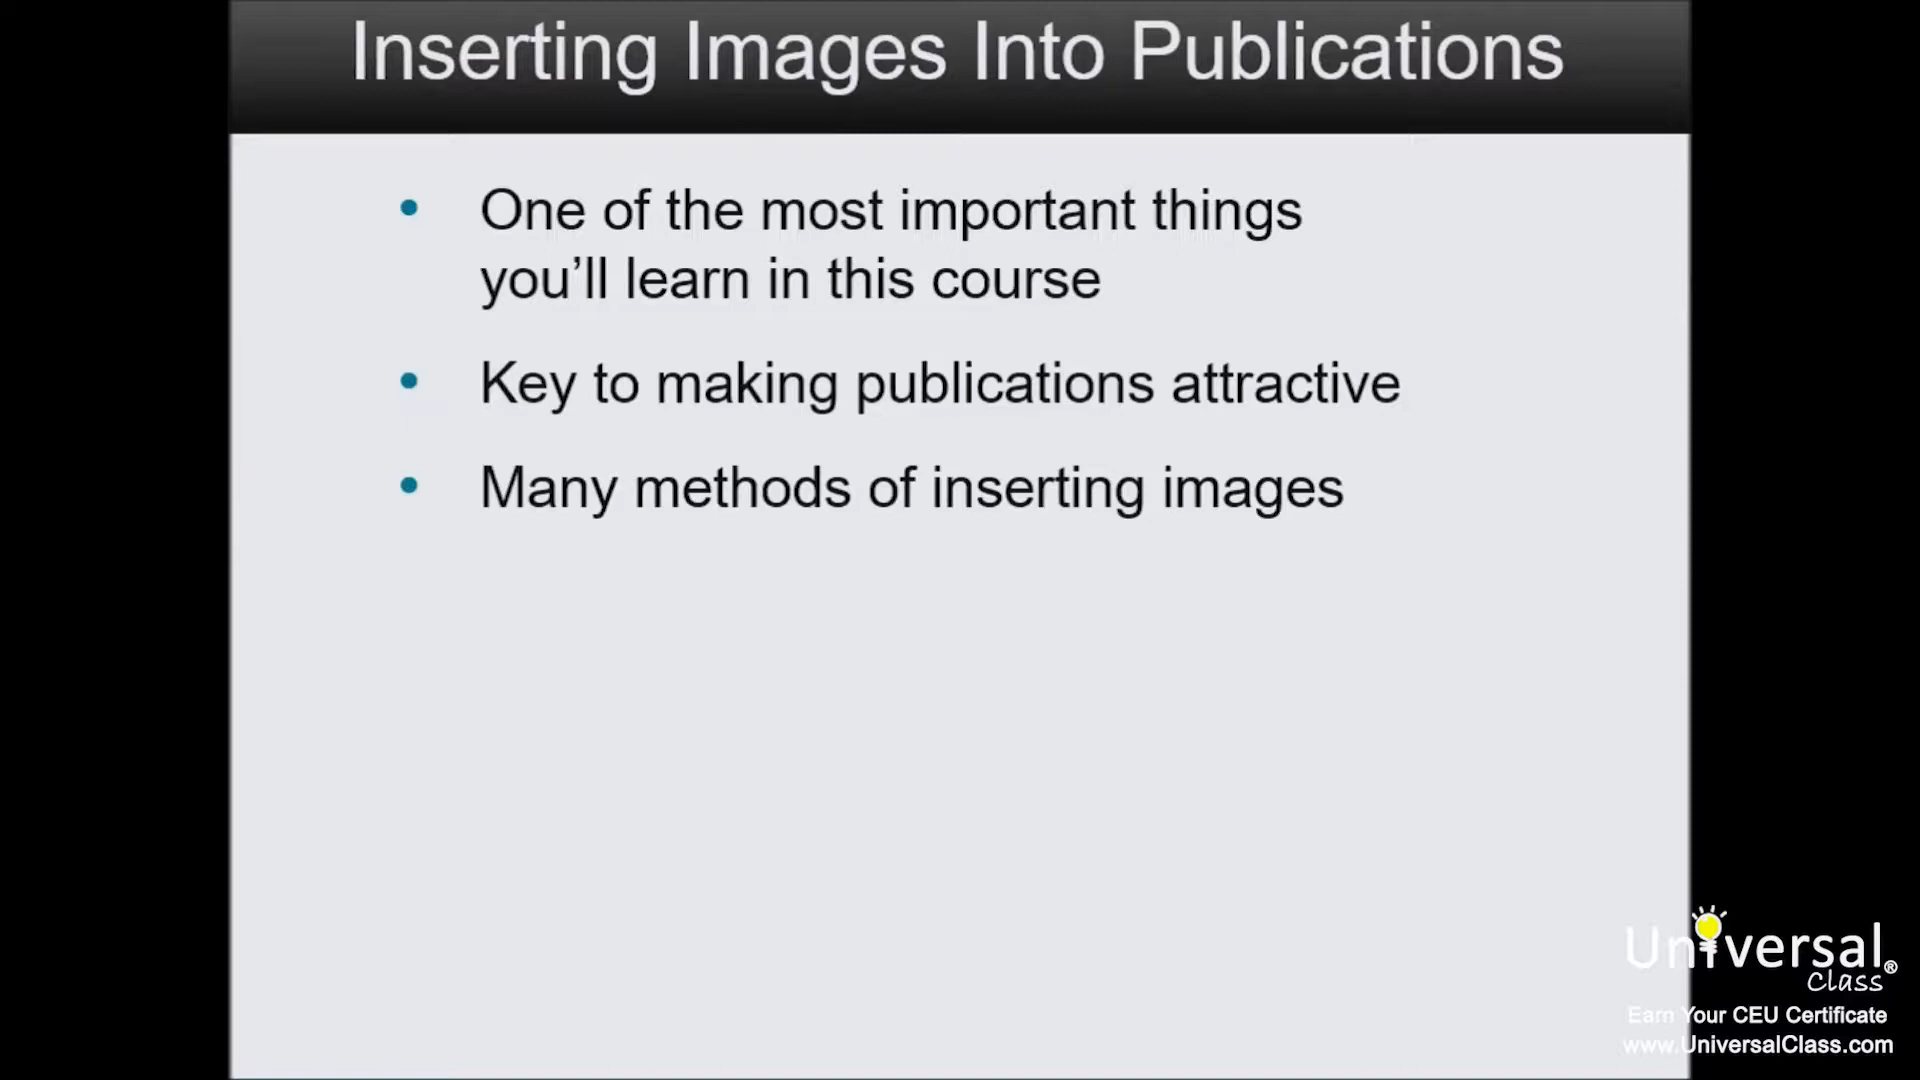 Inserting Images Into Publications
• One of the most important things
you’ll learn in this course
• Key to making publications attractive
• Many methods of inserting images
Universal®
Class
Earn Your CEU Certificate
www.UniversalClass.com